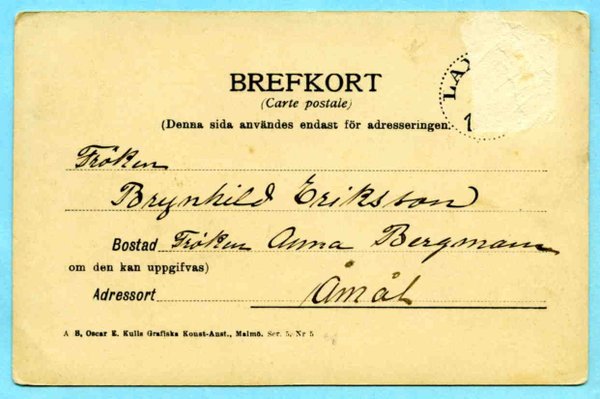 BREFKORT
(Carte postale)
(Denna sida användes endast för adresseringen.
Fröken
Brynhild Eriksson
Bostad Fröken Anna Bergman
om den kan uppgifvas)
Adressort Åmål
A B, Oscar E. Kulls Grafiska Konst-Anst., Malmö. Ser. 5, Nr 5